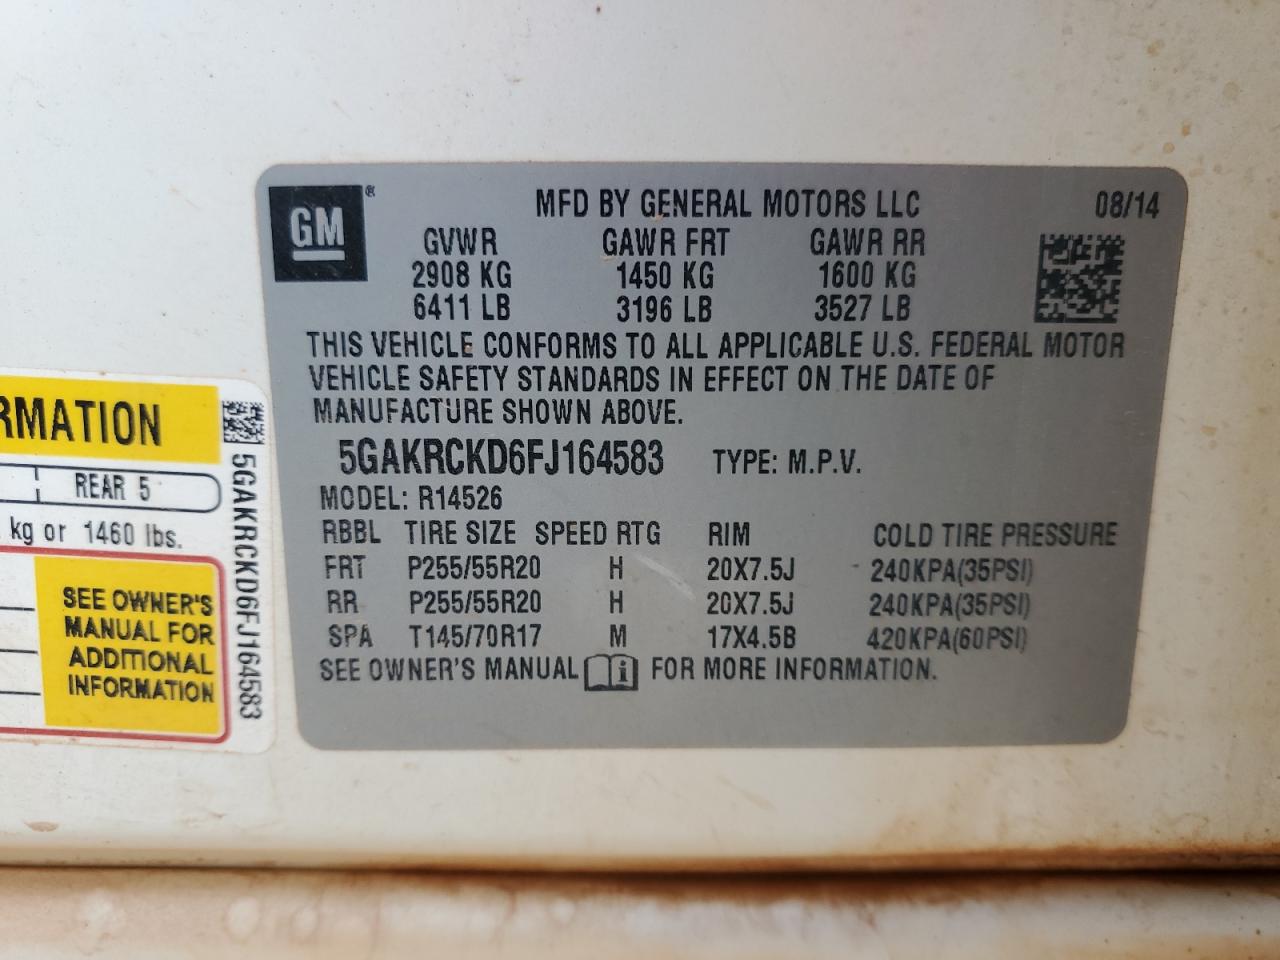 GM®
MFD BY GENERAL MOTORS LLC 08/14
GVWR GAWR FRT GAWR RR
2908 KG 1450 KG 1600 KG
6411 LB 3196 LB 3527 LB
THIS VEHICLE CONFORMS TO ALL APPLICABLE U.S. FEDERAL MOTOR
VEHICLE SAFETY STANDARDS IN EFFECT ON THE DATE OF
MANUFACTURE SHOWN ABOVE.
5GAKRCKD6FJ164583 TYPE: M.P.V.
MODEL: R14526
RBBL TIRE SIZE SPEED RTG RIM COLD TIRE PRESSURE
FRT P255/55R20 H 20X7.5J 240KPA(35PSI)
RR P255/55R20 H 20X7.5J 240KPA(35PSI)
SPA T145/70R17 M 17X4.5B 420KPA(60PSI)
SEE OWNER'S MANUAL i FOR MORE INFORMATION.
RMATION
REAR 5
kg or 1460 lbs.
SEE OWNER'S
MANUAL FOR
ADDITIONAL
INFORMATION
5GAKRCKD6FJ164583